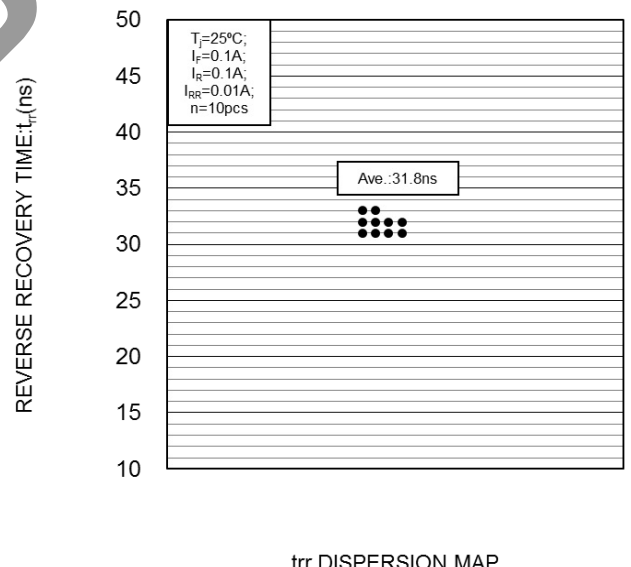 50
45
40
35
30
25
20
15
10
REVERSE RECOVERY TIME:trr(ns)
Tj=25ºC;
IF=0.1A;
IR=0.1A;
IRR=0.01A;
n=10pcs
Ave.:31.8ns
trr DISPERSION MAP